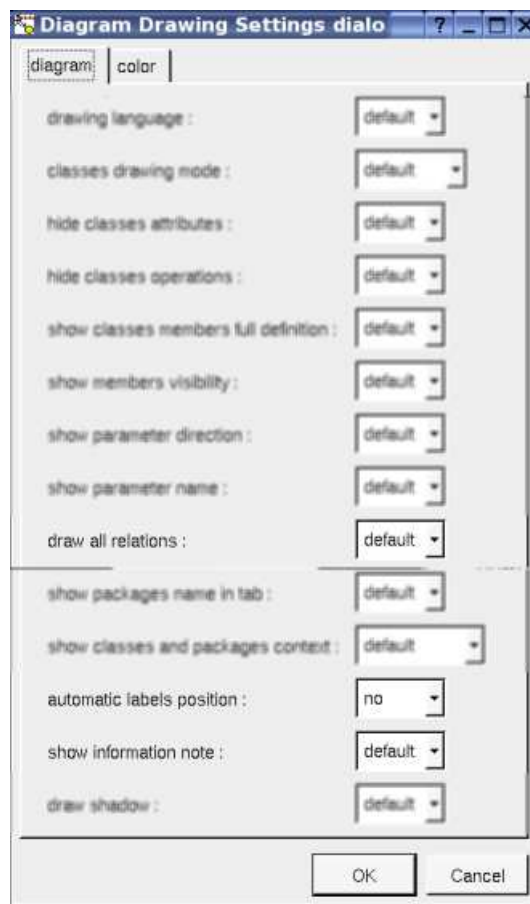 Diagram Drawing Settings dialo
diagram color
drawing language : default
classes drawing mode : default
hide classes attributes : default
hide classes operations : default
show classes members full definition : default
show members visibility : default
show parameter direction : default
show parameter name : default
draw all relations : default
show packages name in tab : default
show classes and packages context : default
automatic labels position : no
show information note : default
draw shadow : default
OK Cancel